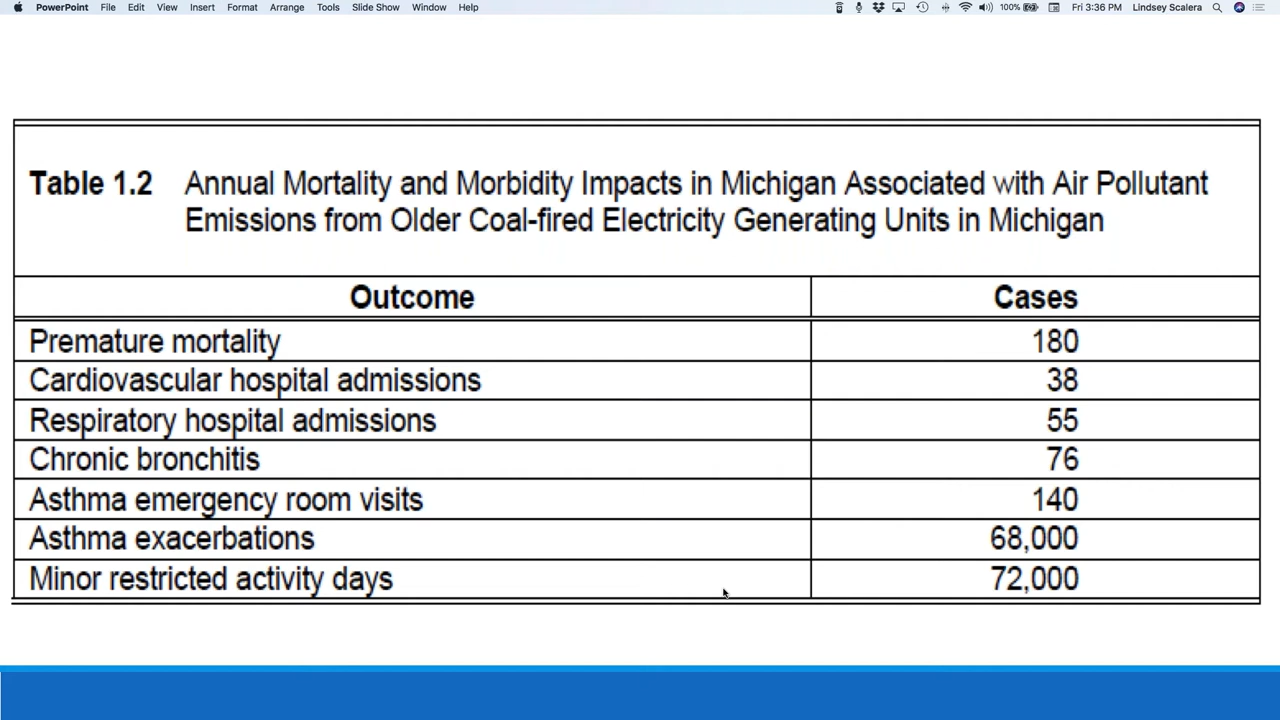 PowerPoint File Edit View Insert Format Arrange Tools Slide Show Window Help 100% Fri 3:36 PM Lindsey Scalera
Table 1.2 Annual Mortality and Morbidity Impacts in Michigan Associated with Air Pollutant
Emissions from Older Coal-fired Electricity Generating Units in Michigan
Outcome Cases
Premature mortality 180
Cardiovascular hospital admissions 38
Respiratory hospital admissions 55
Chronic bronchitis 76
Asthma emergency room visits 140
Asthma exacerbations 68,000
Minor restricted activity days 72,000